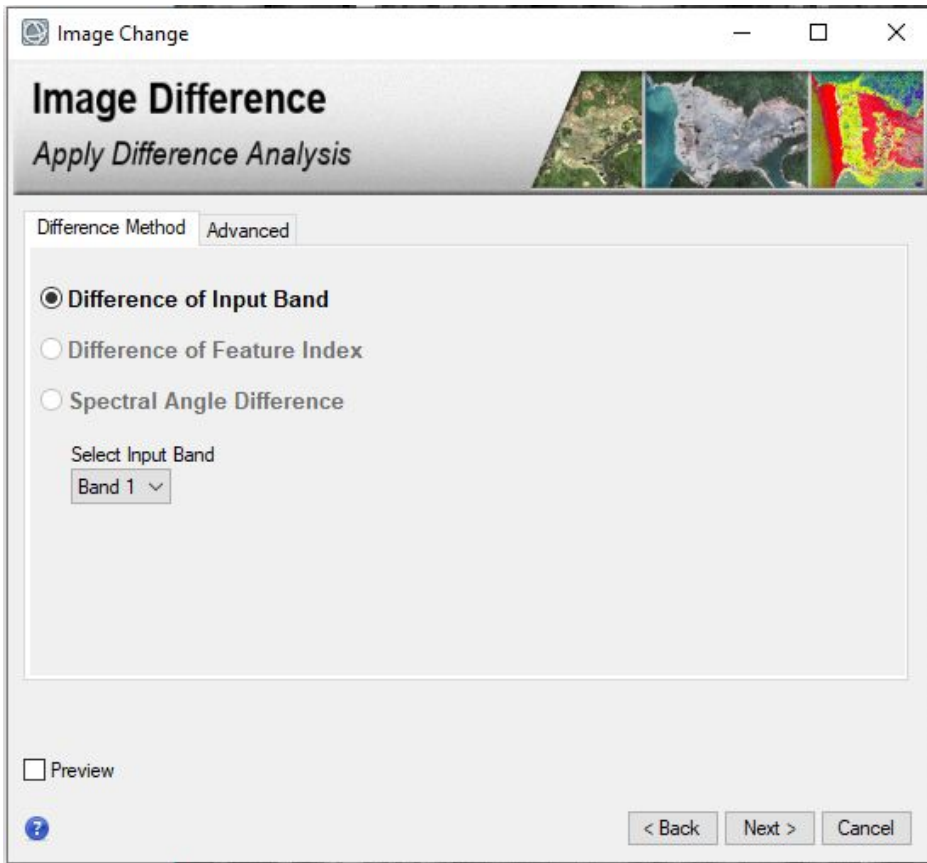 Image Change
Image Difference
Apply Difference Analysis
Difference Method Advanced
Difference of Input Band
Difference of Feature Index
Spectral Angle Difference
Select Input Band
Band 1
Preview
?
< Back Next > Cancel